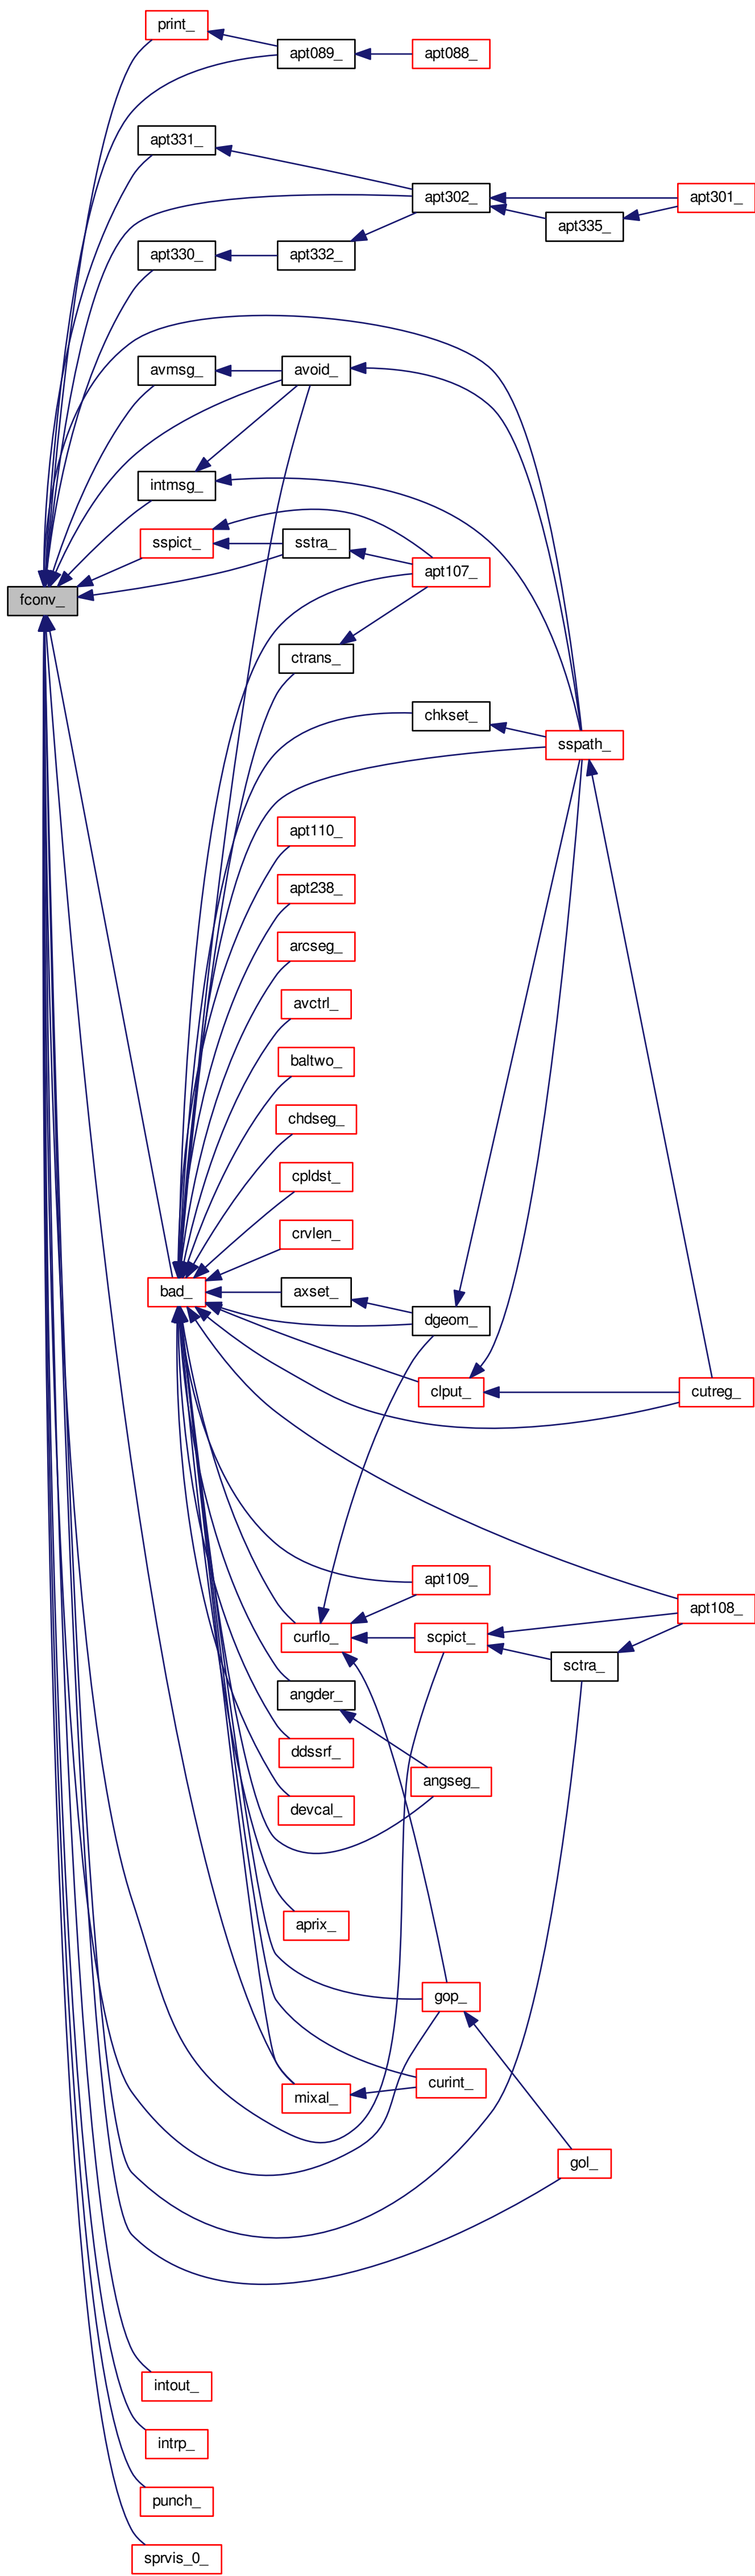 print_
apt089_
apt088_
apt331_
apt302_
apt301_
apt335_
apt330_
apt332_
avmsg_
avoid_
intmsg_
sspict_
sstra_
apt107_
fconv_
ctrans_
chkset_
sspath_
apt110_
apt238_
arcseg_
avctrl_
baltwo_
chdseg_
cpldst_
crvlen_
bad_
axset_
dgeom_
clput_
cutreg_
apt109_
apt108_
curflo_
scpict_
sctra_
angder_
ddssrf_
angseg_
devcal_
aprix_
gop_
curint_
mixal_
gol_
intout_
intrp_
punch_
sprvis_0_